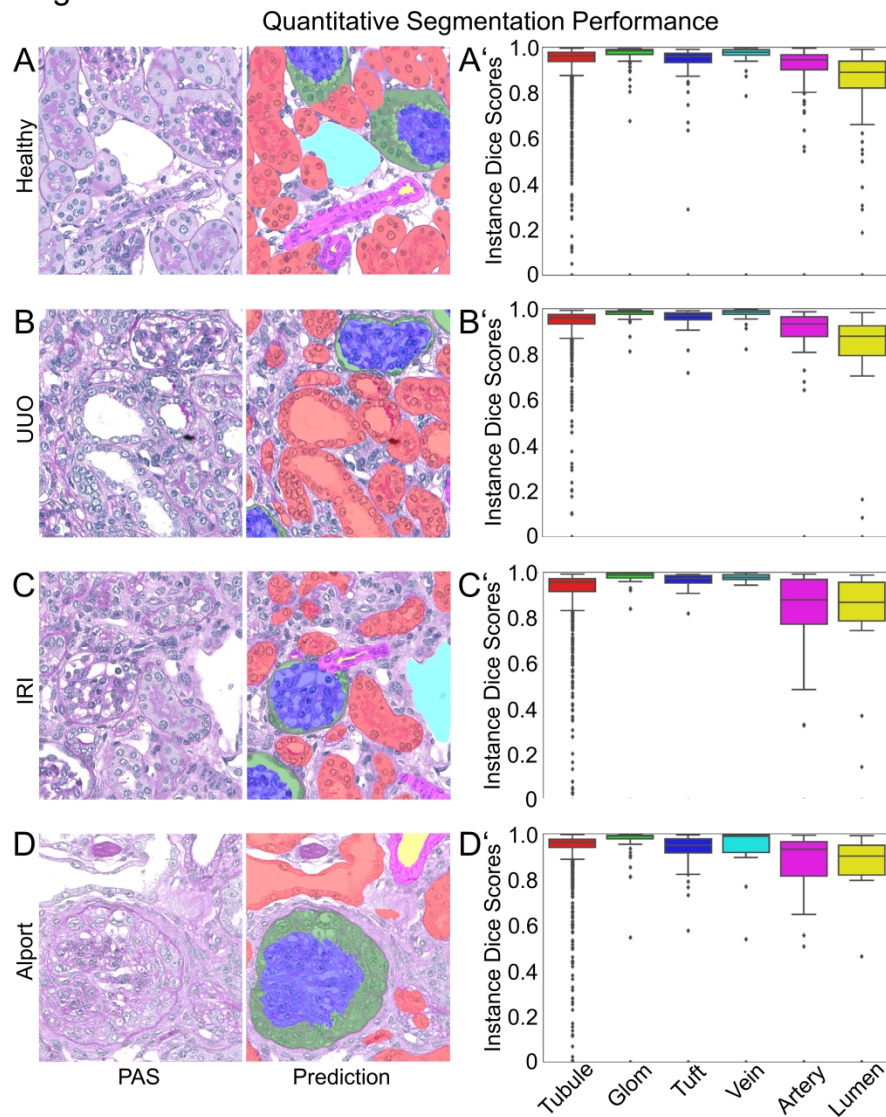 Quantitative Segmentation Performance
A
Healthy
A'
Instance Dice Scores
1.0
0.8
0.6
0.4
0.2
0
B
UUO
B'
Instance Dice Scores
1.0
0.8
0.6
0.4
0.2
0
C
IRI
C'
Instance Dice Scores
1.0
0.8
0.6
0.4
0.2
0
D
Alport
D'
Instance Dice Scores
1.0
0.8
0.6
0.4
0.2
0
PAS
Prediction
Tubule
Glom
Tuft
Vein
Artery
Lumen